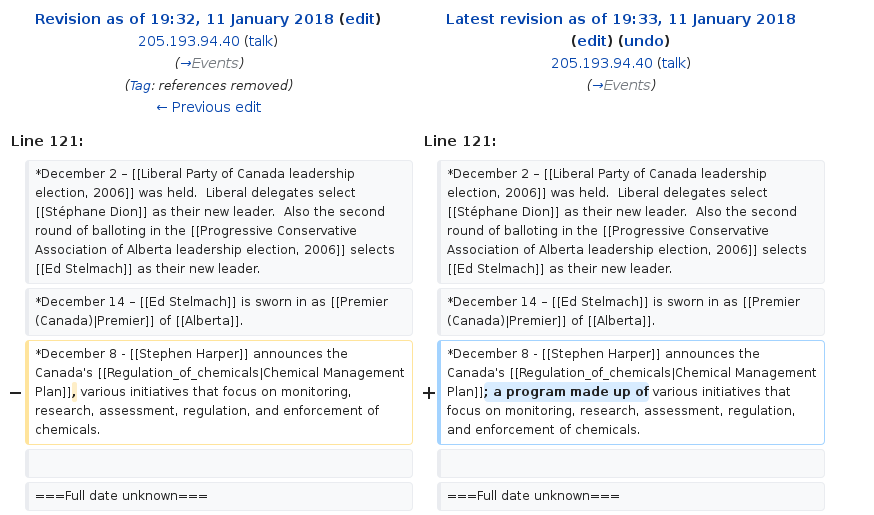 Revision as of 19:32, 11 January 2018 (edit)
205.193.94.40 (talk)
(→Events)
(Tag: references removed)
← Previous edit
Latest revision as of 19:33, 11 January 2018
(edit) (undo)
205.193.94.40 (talk)
(→Events)
Line 121:
Line 121:
*December 2 – [[Liberal Party of Canada leadership
election, 2006]] was held.  Liberal delegates select
[[Stéphane Dion]] as their new leader.  Also the second
round of balloting in the [[Progressive Conservative
Association of Alberta leadership election, 2006]] selects
[[Ed Stelmach]] as their new leader.
*December 2 – [[Liberal Party of Canada leadership
election, 2006]] was held.  Liberal delegates select
[[Stéphane Dion]] as their new leader.  Also the second
round of balloting in the [[Progressive Conservative
Association of Alberta leadership election, 2006]] selects
[[Ed Stelmach]] as their new leader.
*December 14 – [[Ed Stelmach]] is sworn in as [[Premier
(Canada)|Premier]] of [[Alberta]].
*December 14 – [[Ed Stelmach]] is sworn in as [[Premier
(Canada)|Premier]] of [[Alberta]].
− *December 8 - [[Stephen Harper]] announces the
Canada's [[Regulation_of_chemicals|Chemical Management
Plan]], various initiatives that focus on monitoring,
research, assessment, regulation, and enforcement of
chemicals.
+ *December 8 - [[Stephen Harper]] announces the
Canada's [[Regulation_of_chemicals|Chemical Management
Plan]]; a program made up of various initiatives that
focus on monitoring, research, assessment, regulation,
and enforcement of chemicals.
===Full date unknown===
===Full date unknown===